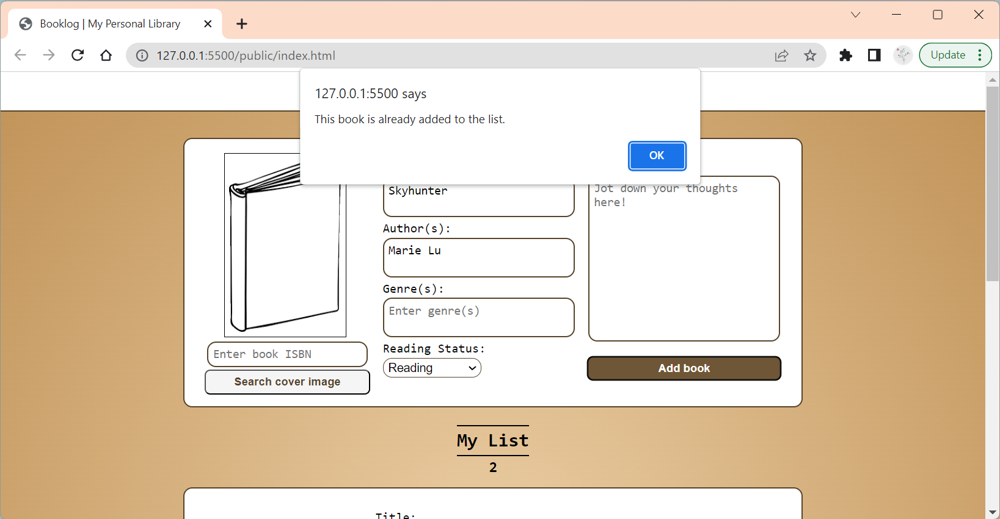 Booklog | My Personal Library
127.0.0.1:5500/public/index.html
Update
127.0.0.1:5500 says
This book is already added to the list.
OK
Skyhunter
Author(s):
Marie Lu
Genre(s):
Enter genre(s)
Reading Status:
Reading
Jot down your thoughts
here!
Add book
Enter book ISBN
Search cover image
My List
2
Title: